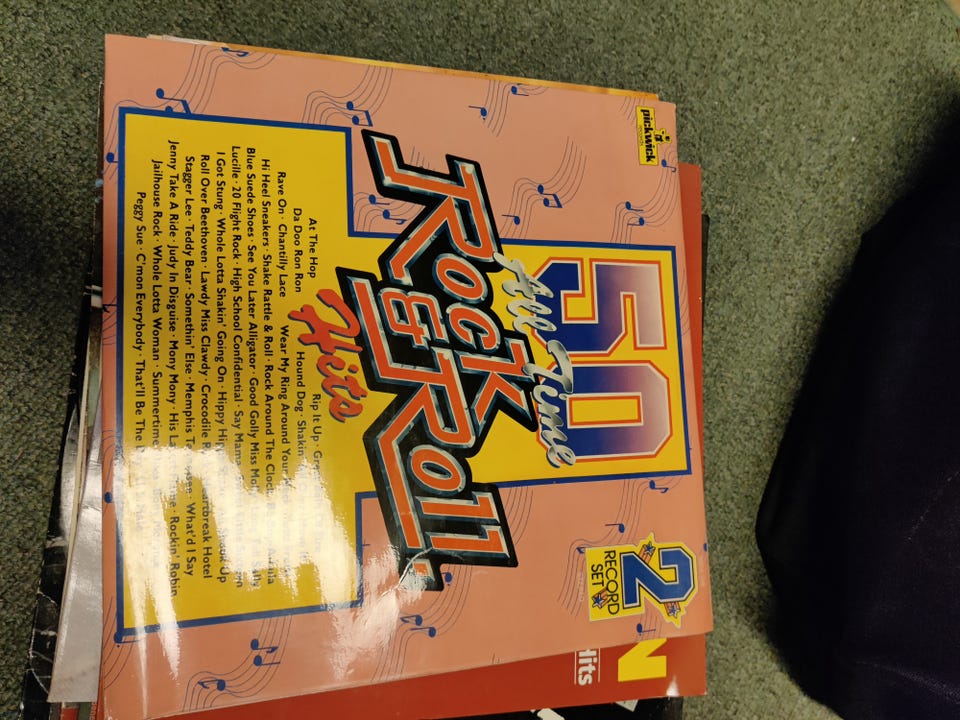 pickwick
50
All Time
ROCK
& ROLL
Hits
2
RECORD
SET
At The Hop
Da Doo Ron Ron
Rave On · Chantilly Lace
Hi Heel Sneakers · Shake Rattle & Roll · Rock Around The Clock
Blue Suede Shoes · See You Later Alligator · Good Golly Miss
Lucille · 20 Flight Rock · High School Confidential · Say Mama
I Got Stung · Whole Lotta Shakin' Going On · Hippy Up
Roll Over Beethoven · Lawdy Miss Clawdy · Crocodile Hotel
Stagger Lee · Teddy Bear · Somethin' Else · Memphis · What'd I Say
Jenny Take A Ride · Judy In Disguise · Mony Mony · His · Rockin' Robin
Jailhouse Rock · Whole Lotta Woman · Summertime
Peggy Sue · C'mon Everybody · That'll Be The
Rip It Up
Hound Dog · Shakin'
Wear My Ring Around Your
N
Hits